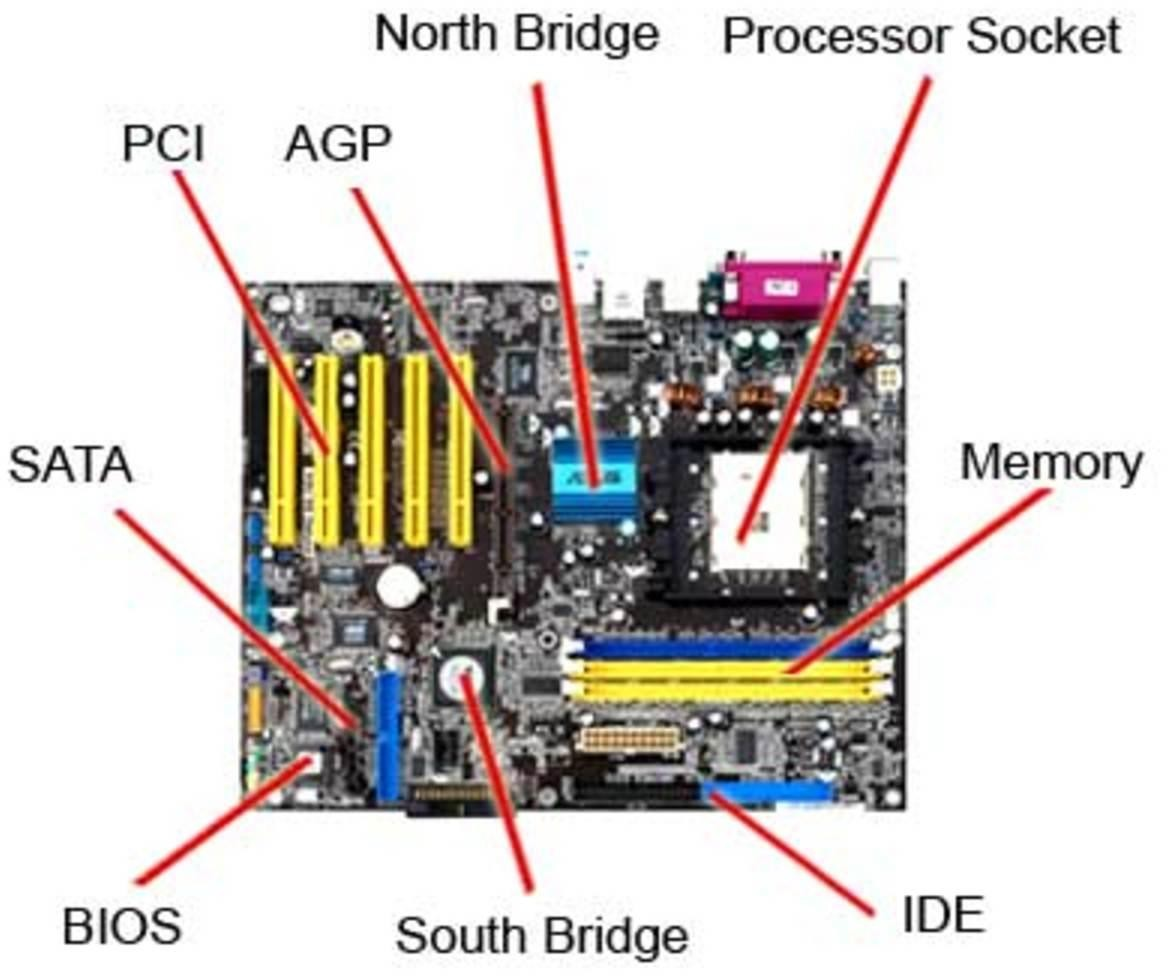 North Bridge
Processor Socket
PCI
AGP
SATA
Memory
BIOS
South Bridge
IDE